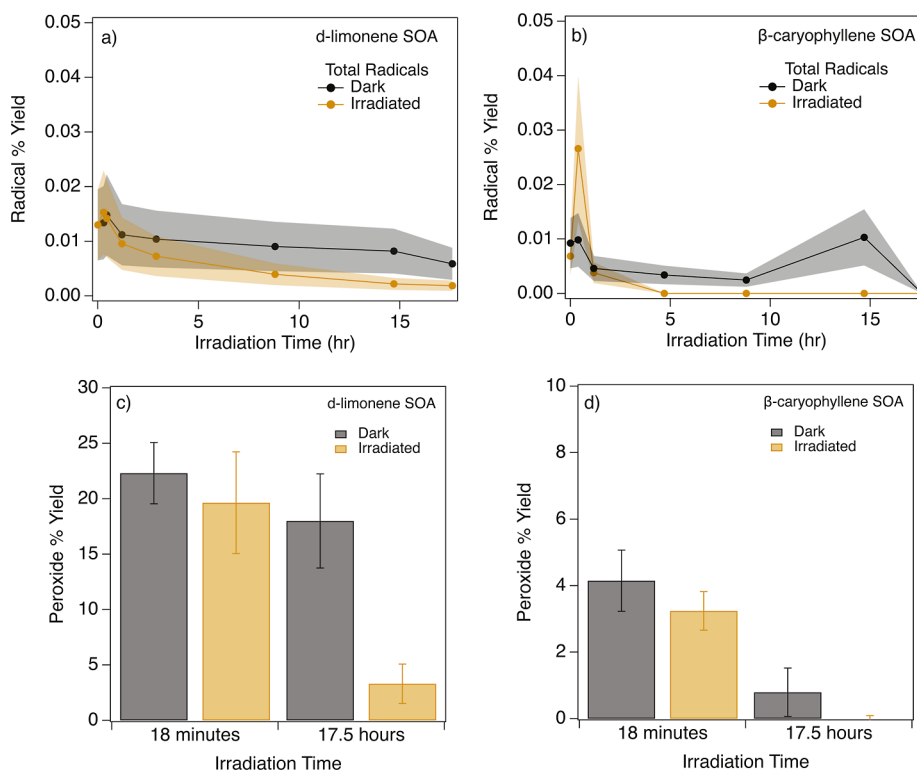 a)
d-limonene SOA
Total Radicals
Dark
Irradiated
Radical % Yield
0.05
0.04
0.03
0.02
0.01
0.00
0
5
10
15
Irradiation Time (hr)
b)
β-caryophyllene SOA
Total Radicals
Dark
Irradiated
Radical % Yield
0.05
0.04
0.03
0.02
0.01
0.00
0
5
10
15
Irradiation Time (hr)
c)
d-limonene SOA
Dark
Irradiated
Peroxide % Yield
30
25
20
15
10
5
0
18 minutes
17.5 hours
Irradiation Time
d)
β-caryophyllene SOA
Dark
Irradiated
Peroxide % Yield
10
8
6
4
2
0
18 minutes
17.5 hours
Irradiation Time